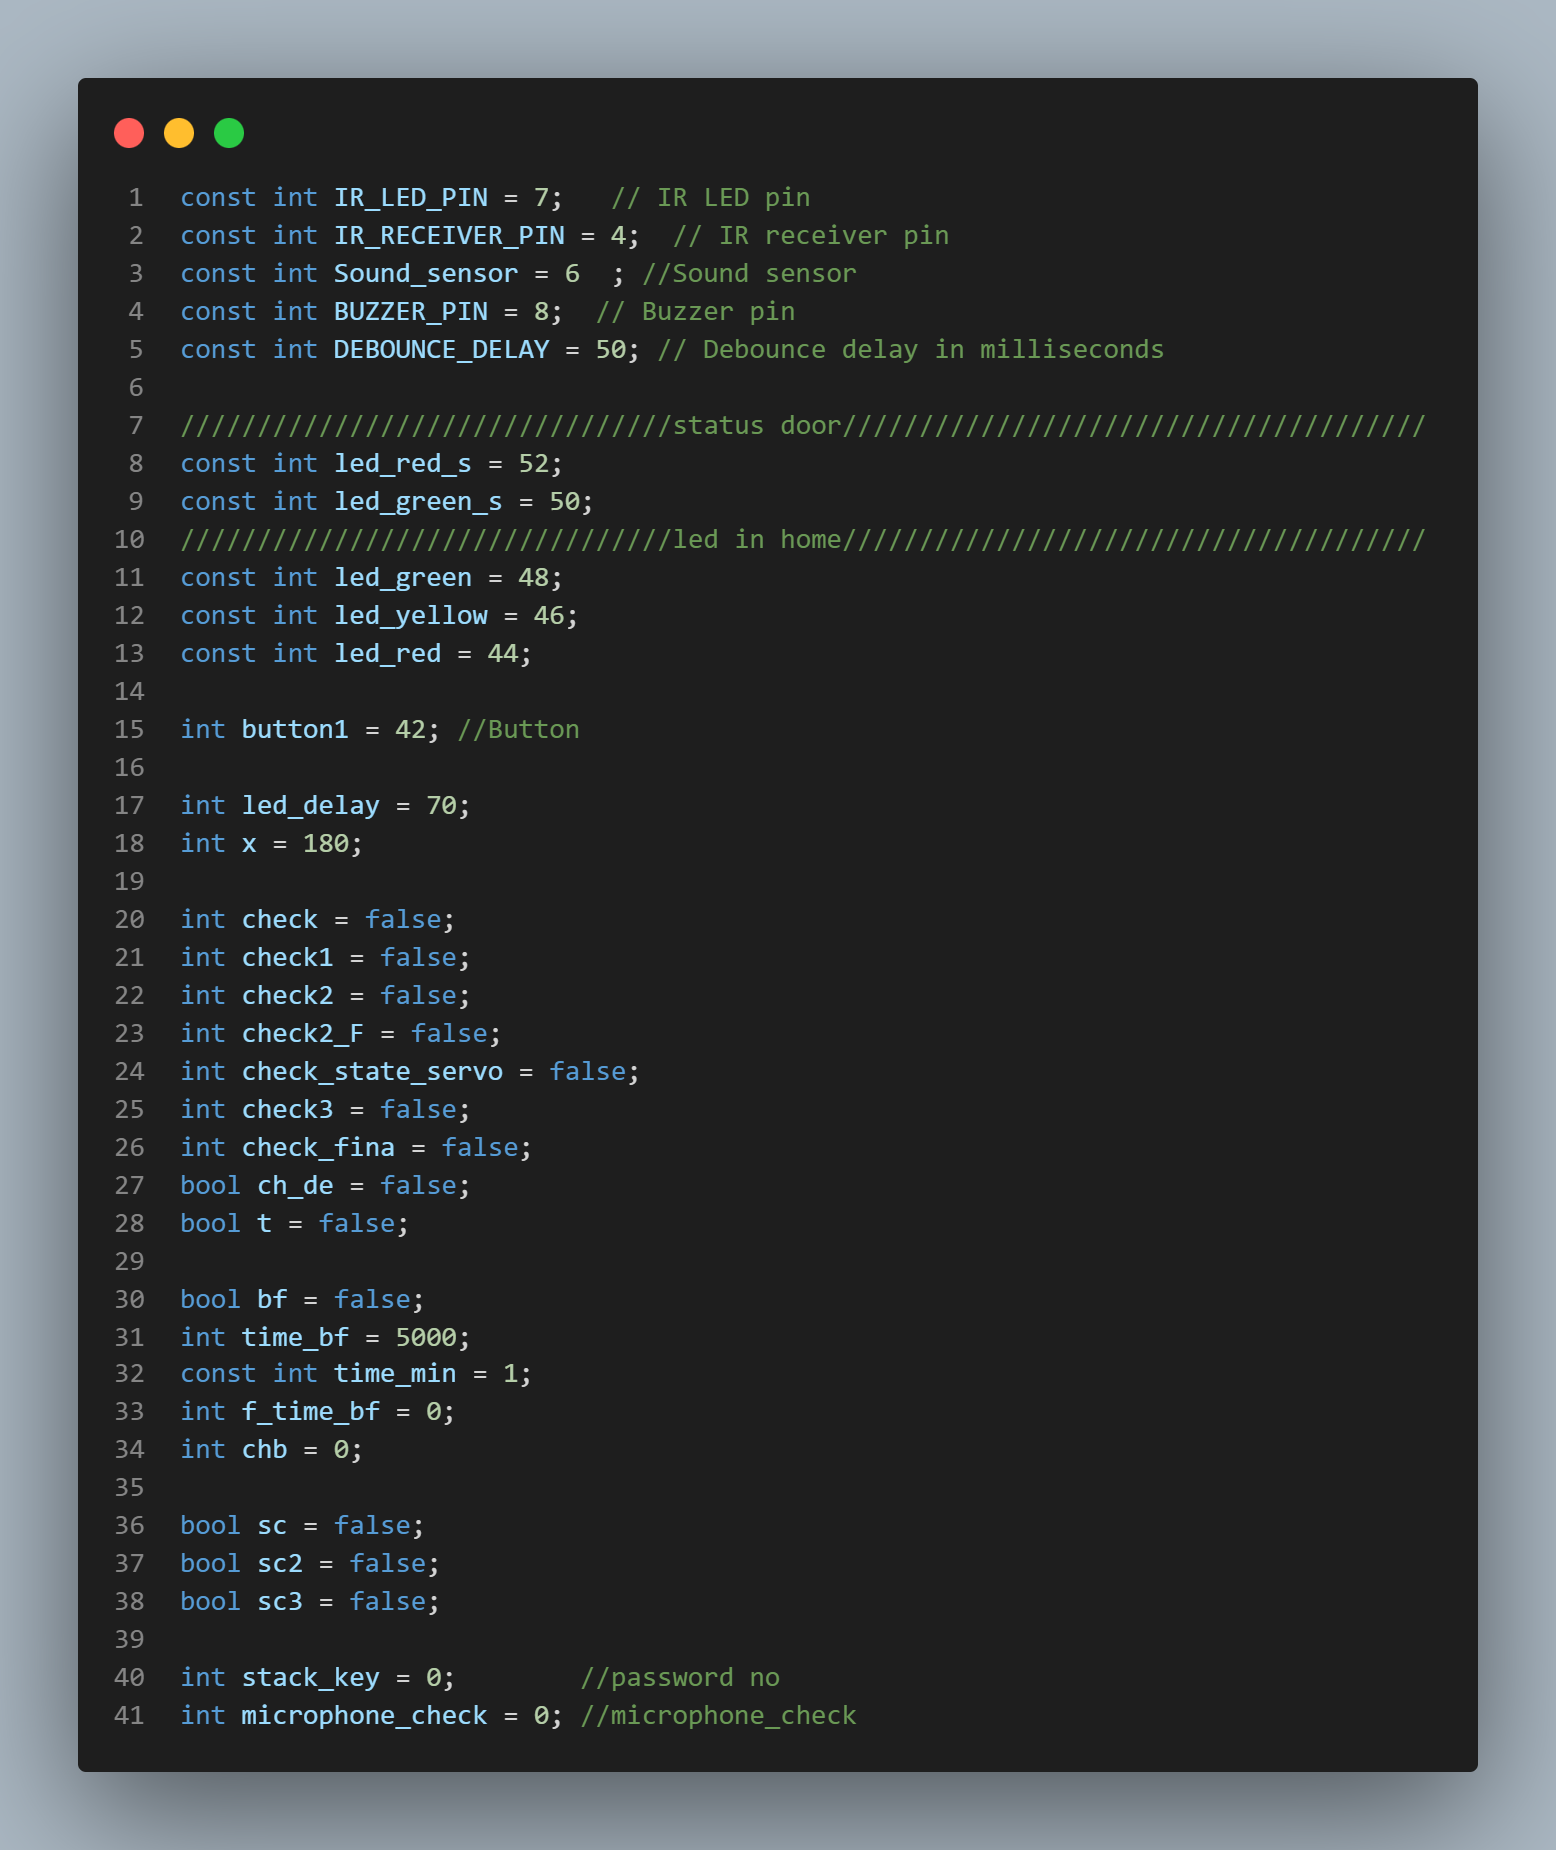 1 const int IR_LED_PIN = 7;   // IR LED pin
2 const int IR_RECEIVER_PIN = 4;  // IR receiver pin
3 const int Sound_sensor = 6  ; //Sound sensor
4 const int BUZZER_PIN = 8;  // Buzzer pin
5 const int DEBOUNCE_DELAY = 50; // Debounce delay in milliseconds
6
7 ////////////////////////////////status door//////////////////////////////////////
8 const int led_red_s = 52;
9 const int led_green_s = 50;
10 ////////////////////////////////led in home//////////////////////////////////////
11 const int led_green = 48;
12 const int led_yellow = 46;
13 const int led_red = 44;
14
15 int button1 = 42; //Button
16
17 int led_delay = 70;
18 int x = 180;
19
20 int check = false;
21 int check1 = false;
22 int check2 = false;
23 int check2_F = false;
24 int check_state_servo = false;
25 int check3 = false;
26 int check_fina = false;
27 bool ch_de = false;
28 bool t = false;
29
30 bool bf = false;
31 int time_bf = 5000;
32 const int time_min = 1;
33 int f_time_bf = 0;
34 int chb = 0;
35
36 bool sc = false;
37 bool sc2 = false;
38 bool sc3 = false;
39
40 int stack_key = 0;        //password no
41 int microphone_check = 0; //microphone_check